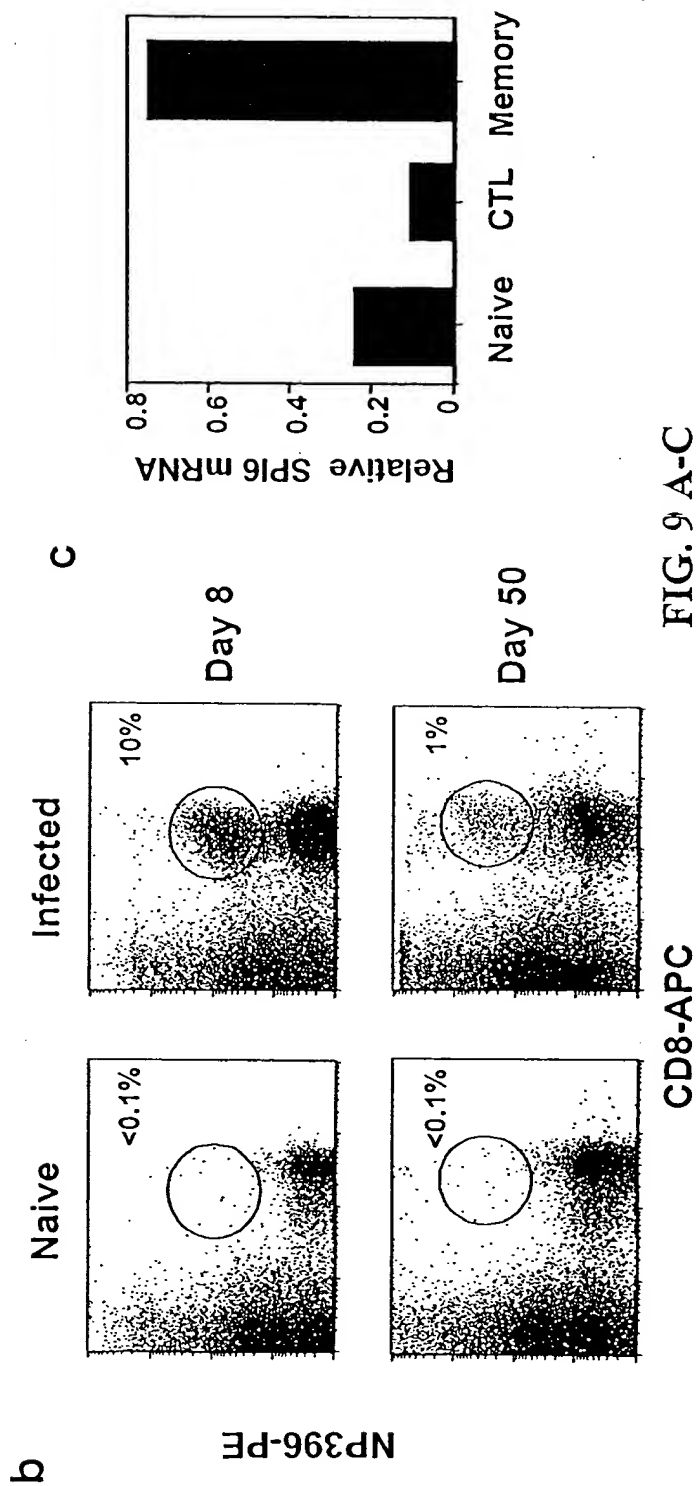 b
Naive
Infected
NP396-PE
<0.1%
10%
Day 8
<0.1%
1%
Day 50
CD8-APC
c
Relative SPI6 mRNA
0.8
0.6
0.4
0.2
0
Naive CTL Memory
FIG. 9 A-C